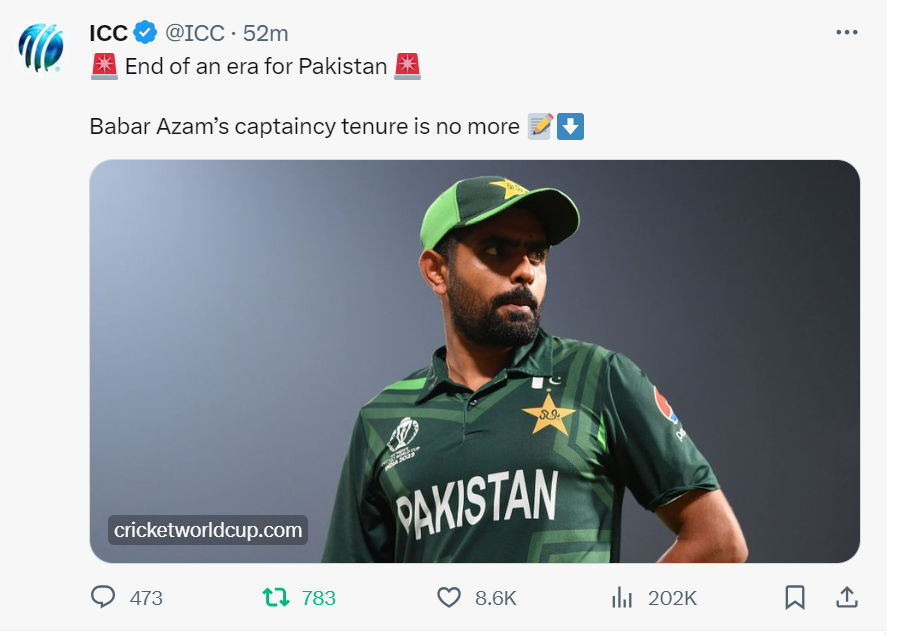 ICC @ICC · 52m
🚨 End of an era for Pakistan 🚨
Babar Azam’s captaincy tenure is no more 📝⬇️
PAKISTAN
cricketworldcup.com
473 783 8.6K 202K